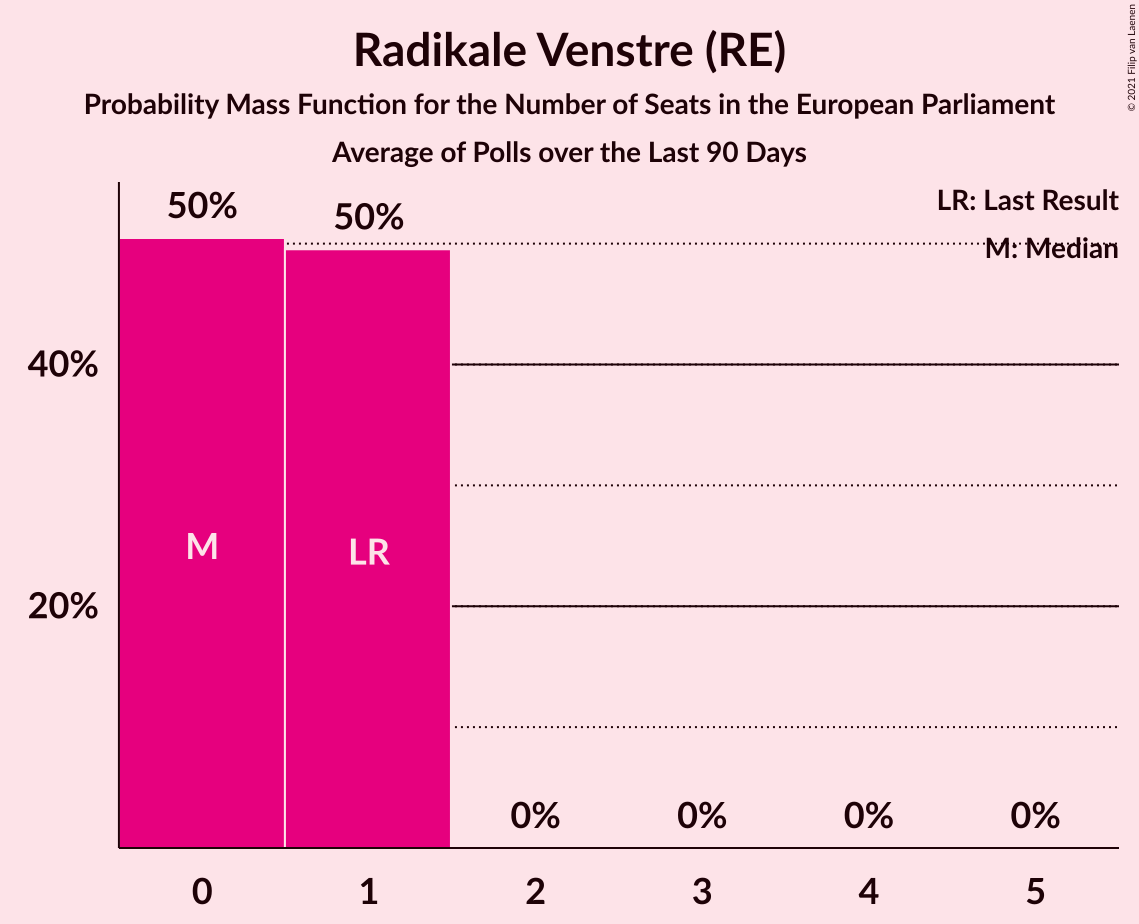 Radikale Venstre (RE)
Probability Mass Function for the Number of Seats in the European Parliament
Average of Polls over the Last 90 Days
© 2021 Filip van Laenen
LR: Last Result
M: Median
50%
50%
40%
20%
M
LR
0%
0%
0%
0%
0
1
2
3
4
5